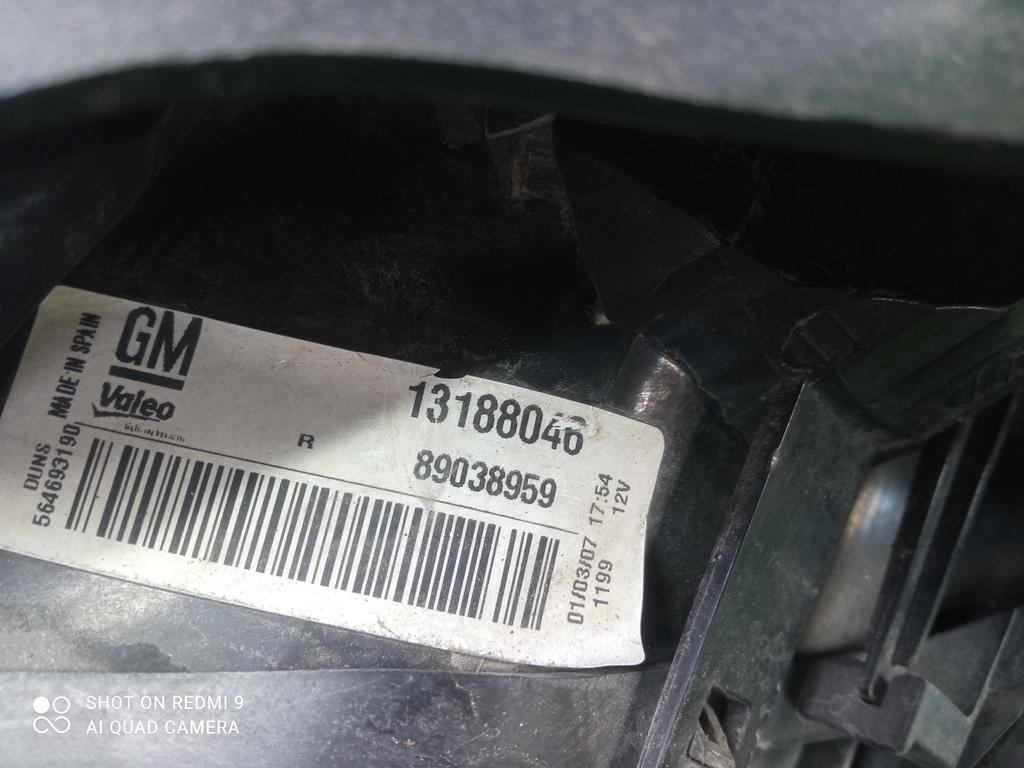 GM
Valeo
R
13188046
89038959
DUNS
564693190 MADE IN SPAIN
01/03/07 17:54
1199 12V
SHOT ON REDMI 9
AI QUAD CAMERA